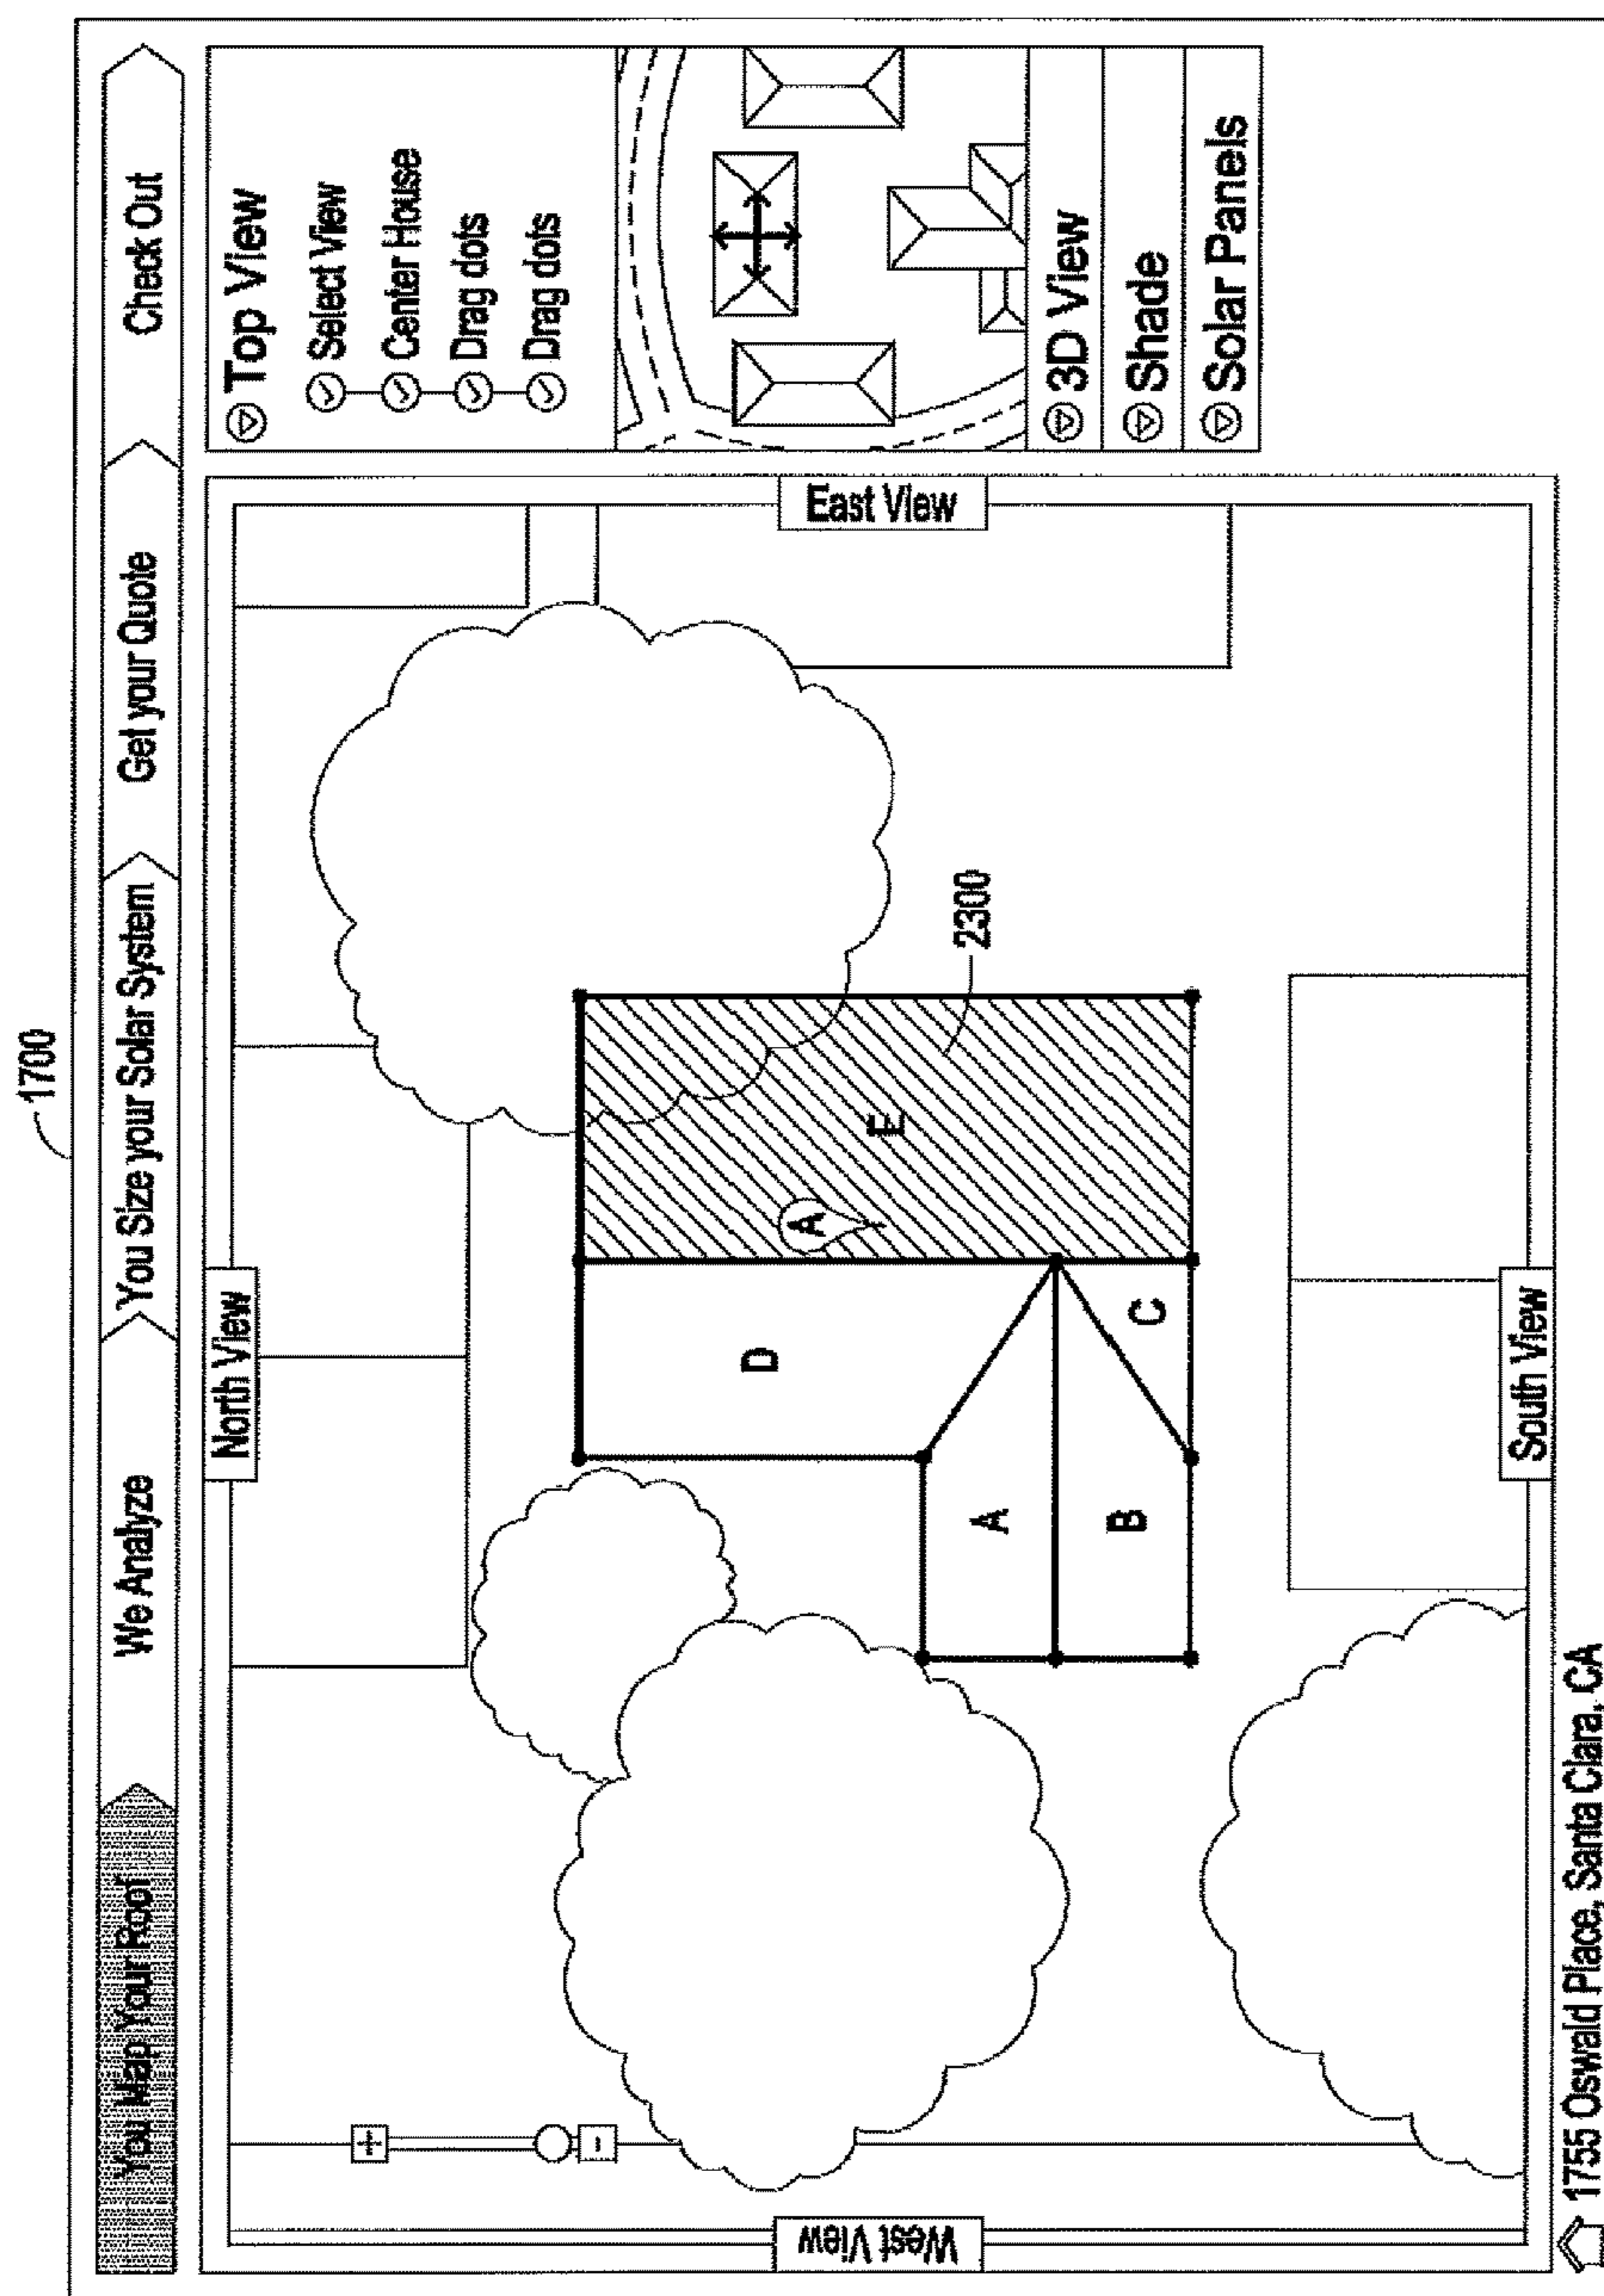 1700
You Map Your Roof
We Analyze
You Size your Solar System
Get your Quote
Check Out
North View
West View
East View
South View
+
-
D
A
E
A
B
C
2300
Top View
Select View
Center House
Drag dots
Drag dots
3D View
Shade
Solar Panels
1755 Oswald Place, Santa Clara, CA